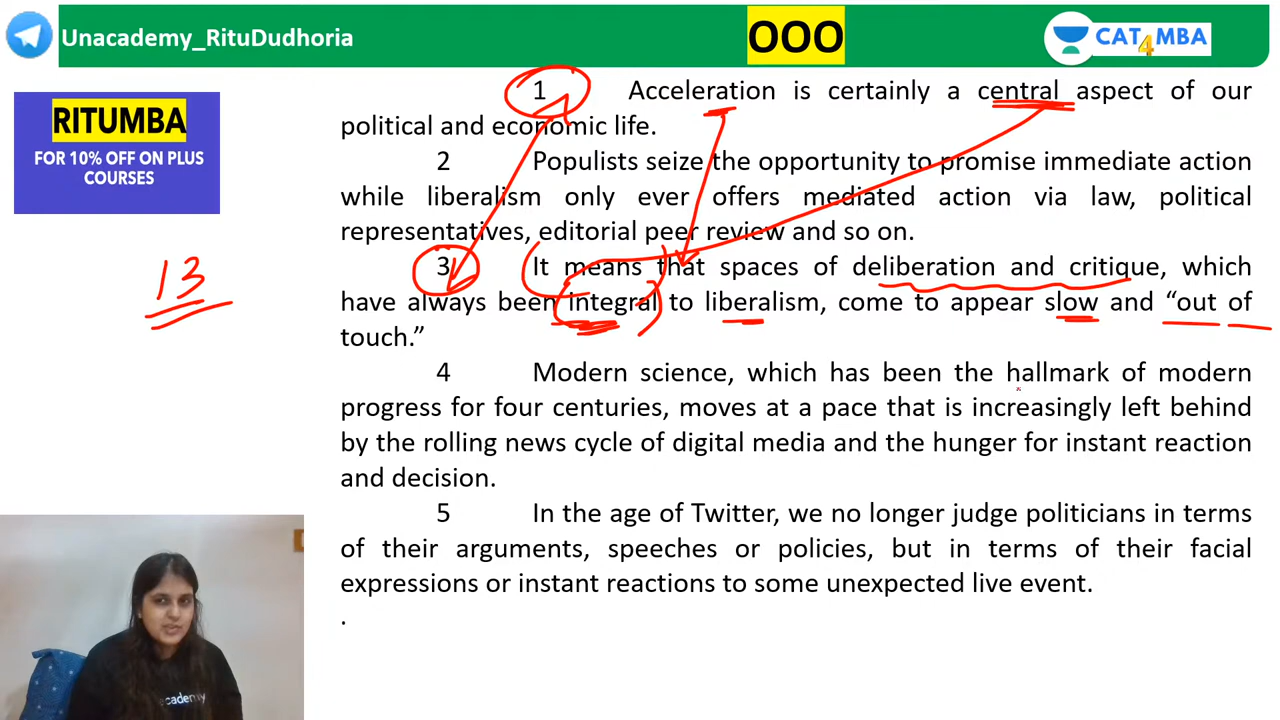 Unacademy_RituDudhoria
OOO
CAT4MBA
RITUMBA
FOR 10% OFF ON PLUS
COURSES
13
1 Acceleration is certainly a central aspect of our
political and economic life.
2 Populists seize the opportunity to promise immediate action
while liberalism only ever offers mediated action via law, political
representatives, editorial peer review and so on.
3 It means that spaces of deliberation and critique, which
have always been integral to liberalism, come to appear slow and “out of
touch.”
4 Modern science, which has been the hallmark of modern
progress for four centuries, moves at a pace that is increasingly left behind
by the rolling news cycle of digital media and the hunger for instant reaction
and decision.
5 In the age of Twitter, we no longer judge politicians in terms
of their arguments, speeches or policies, but in terms of their facial
expressions or instant reactions to some unexpected live event.
.
academy